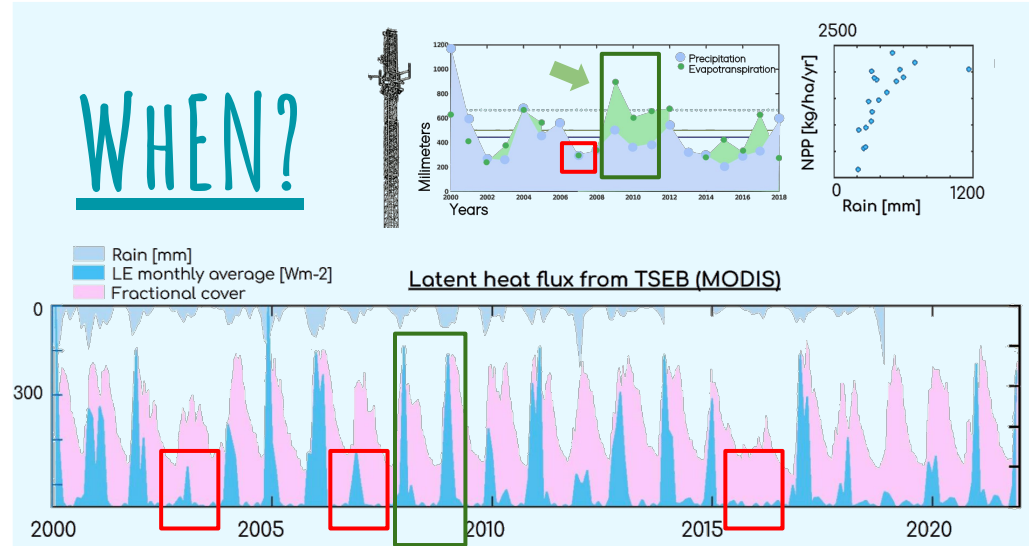 WHEN?
Precipitation
Evapotranspiration
Milimeters
1200
1000
800
600
400
200
0
2000 2002 2004 2006 2008 2010 2012 2014 2016 2018
Years
2500
NPP [kg/ha/yr]
0 1200
Rain [mm]
Rain [mm]
LE monthly average [Wm-2]
Fractional cover
Latent heat flux from TSEB (MODIS)
0
300
2000 2005 2010 2015 2020